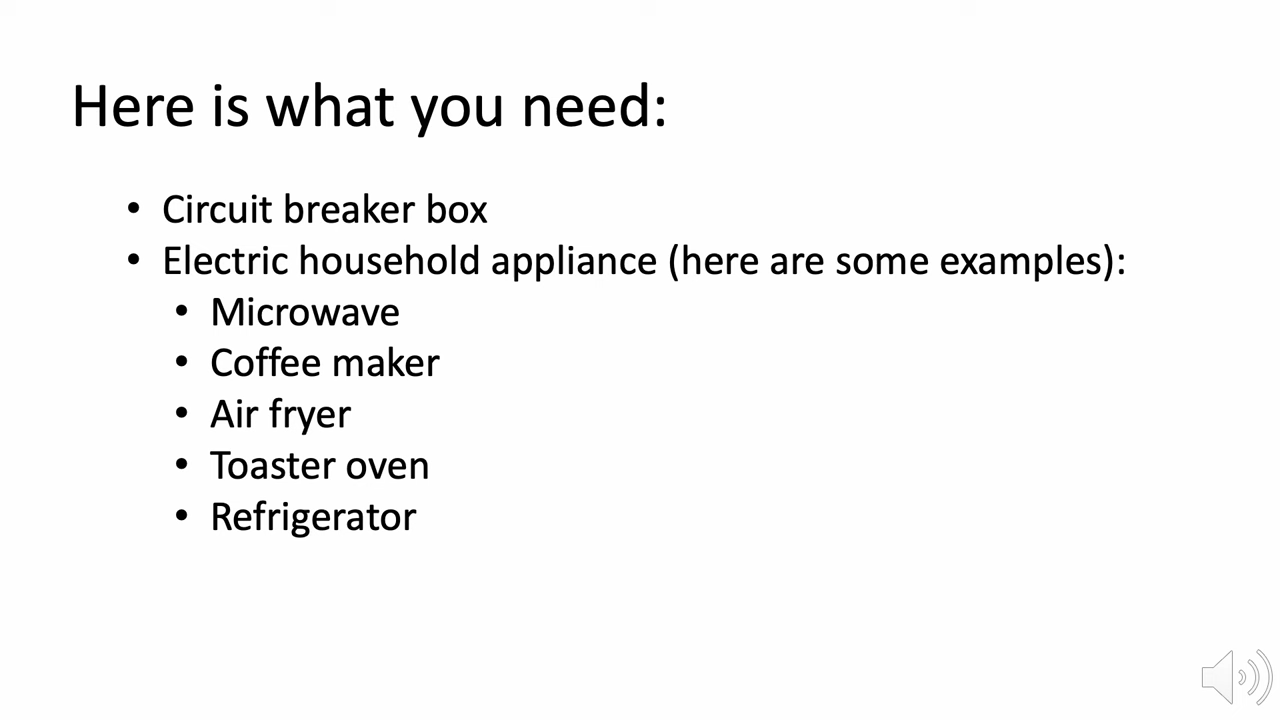 Here is what you need:
• Circuit breaker box
• Electric household appliance (here are some examples):
• Microwave
• Coffee maker
• Air fryer
• Toaster oven
• Refrigerator